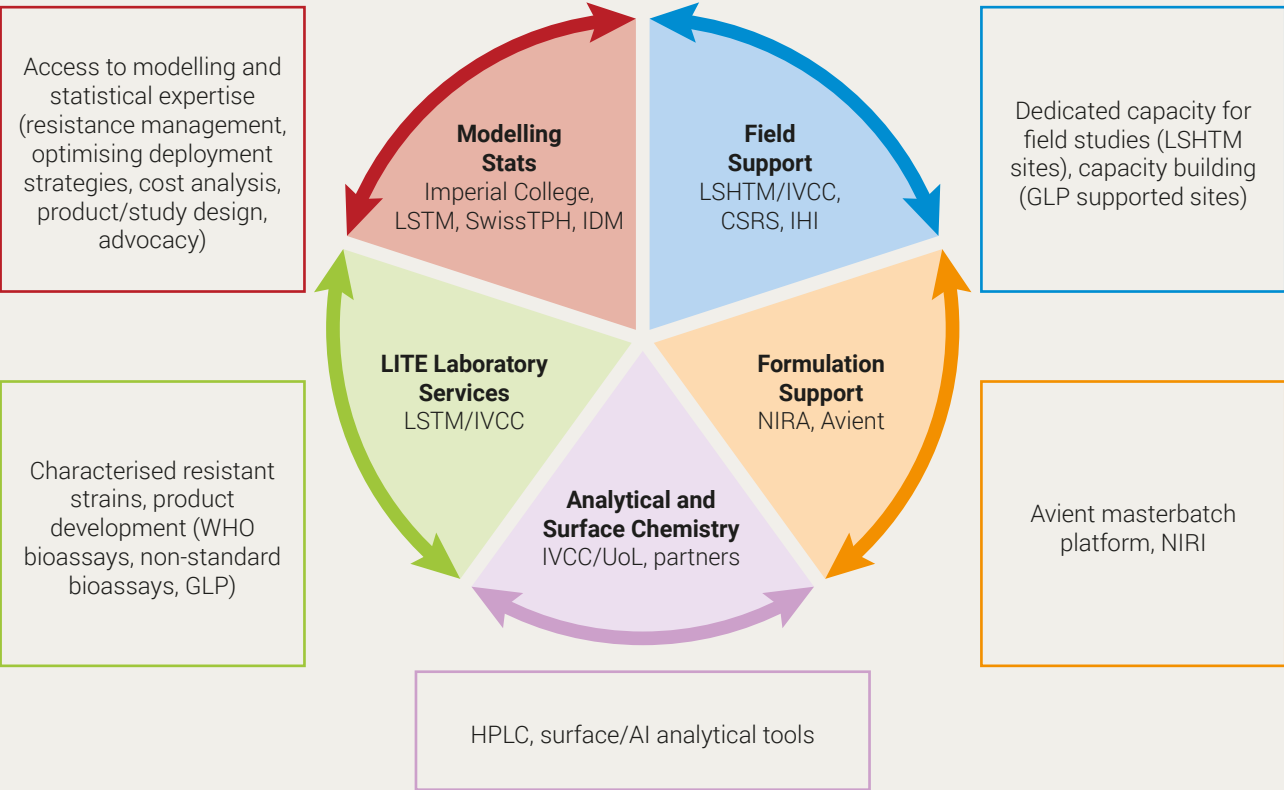 Access to modelling and
statistical expertise
(resistance management,
optimising deployment
strategies, cost analysis,
product/study design,
advocacy)
Modelling
Stats
Imperial College,
LSTM, SwissTPH, IDM
Field
Support
LSHTM/IVCC,
CSRS, IHI
Dedicated capacity for
field studies (LSHTM
sites), capacity building
(GLP supported sites)
LITE Laboratory
Services
LSTM/IVCC
Formulation
Support
NIRA, Avient
Characterised resistant
strains, product
development (WHO
bioassays, non-standard
bioassays, GLP)
Analytical and
Surface Chemistry
IVCC/UoL, partners
Avient masterbatch
platform, NIRI
HPLC, surface/AI analytical tools